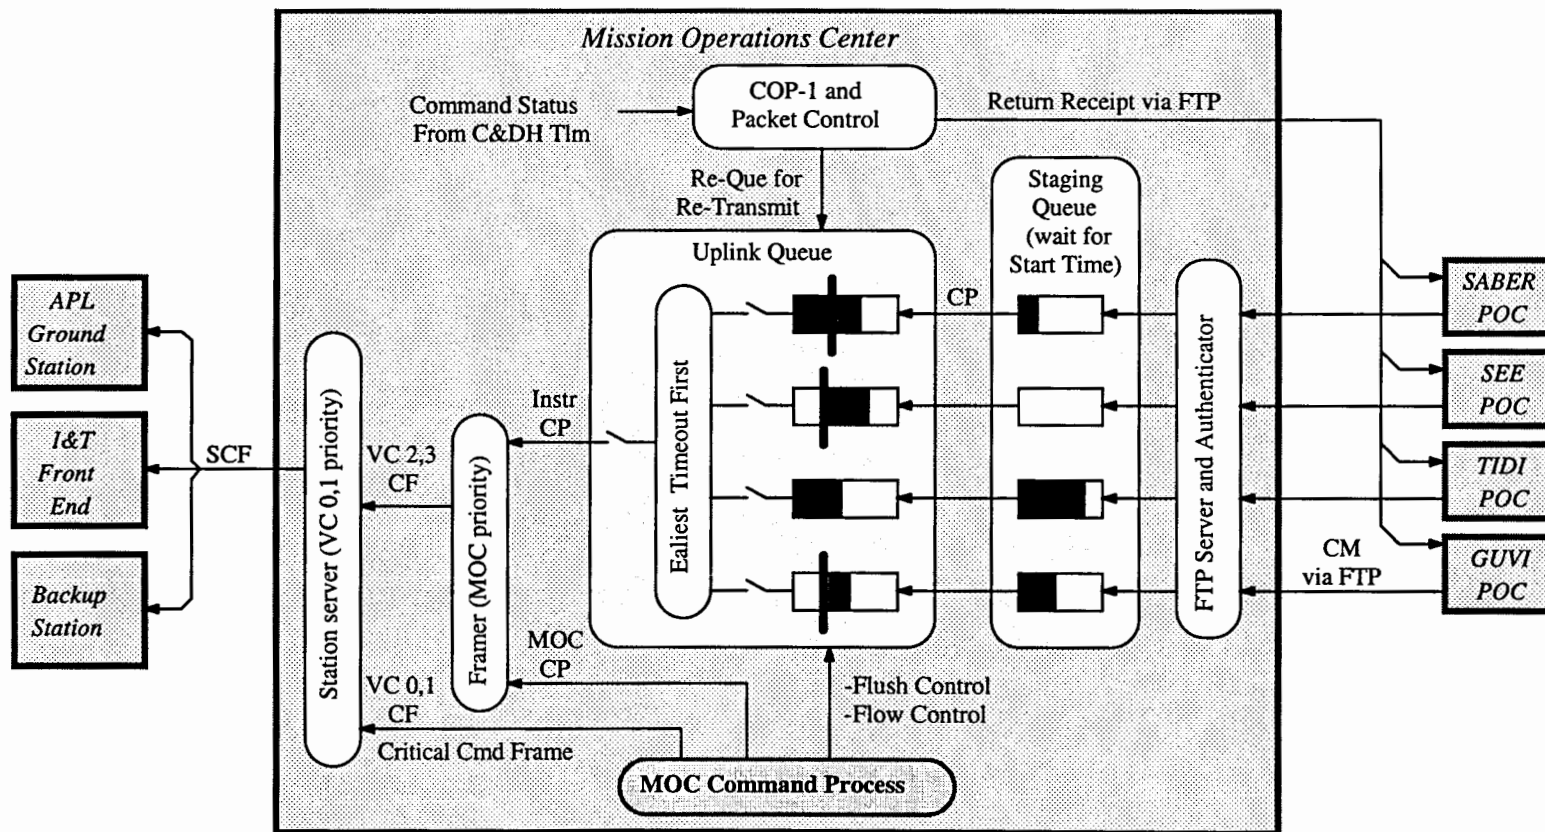 Mission Operations Center
COP-1 and
Packet Control
Command Status
From C&DH Tlm
Return Receipt via FTP
Re-Que for
Re-Transmit
Staging
Queue
(wait for
Start Time)
Uplink Queue
CP
Ealiest Timeout First
Instr
CP
FTP Server and Authenticator
SABER
POC
SEE
POC
TIDI
POC
GUVI
POC
CM
via FTP
APL
Ground
Station
I&T
Front
End
Backup
Station
SCF
Station server (VC 0,1 priority)
VC 2,3
CF
Framer (MOC priority)
MOC
CP
VC 0,1
CF
Critical Cmd Frame
-Flush Control
-Flow Control
MOC Command Process